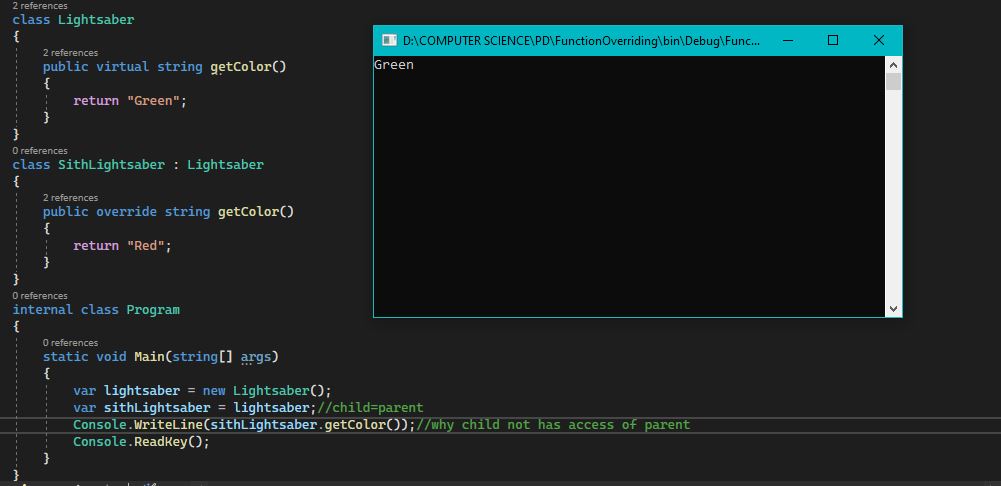 2 references
class Lightsaber
{
2 references
public virtual string getColor()
{
return "Green";
}
}
0 references
class SithLightsaber : Lightsaber
{
2 references
public override string getColor()
{
return "Red";
}
}
0 references
internal class Program
{
0 references
static void Main(string[] args)
{
var lightsaber = new Lightsaber();
var sithLightsaber = lightsaber;//child=parent
Console.WriteLine(sithLightsaber.getColor());//why child not has access of parent
Console.ReadKey();
}
}
D:\COMPUTER SCIENCE\PD\FunctionOverriding\bin\Debug\Func...
Green